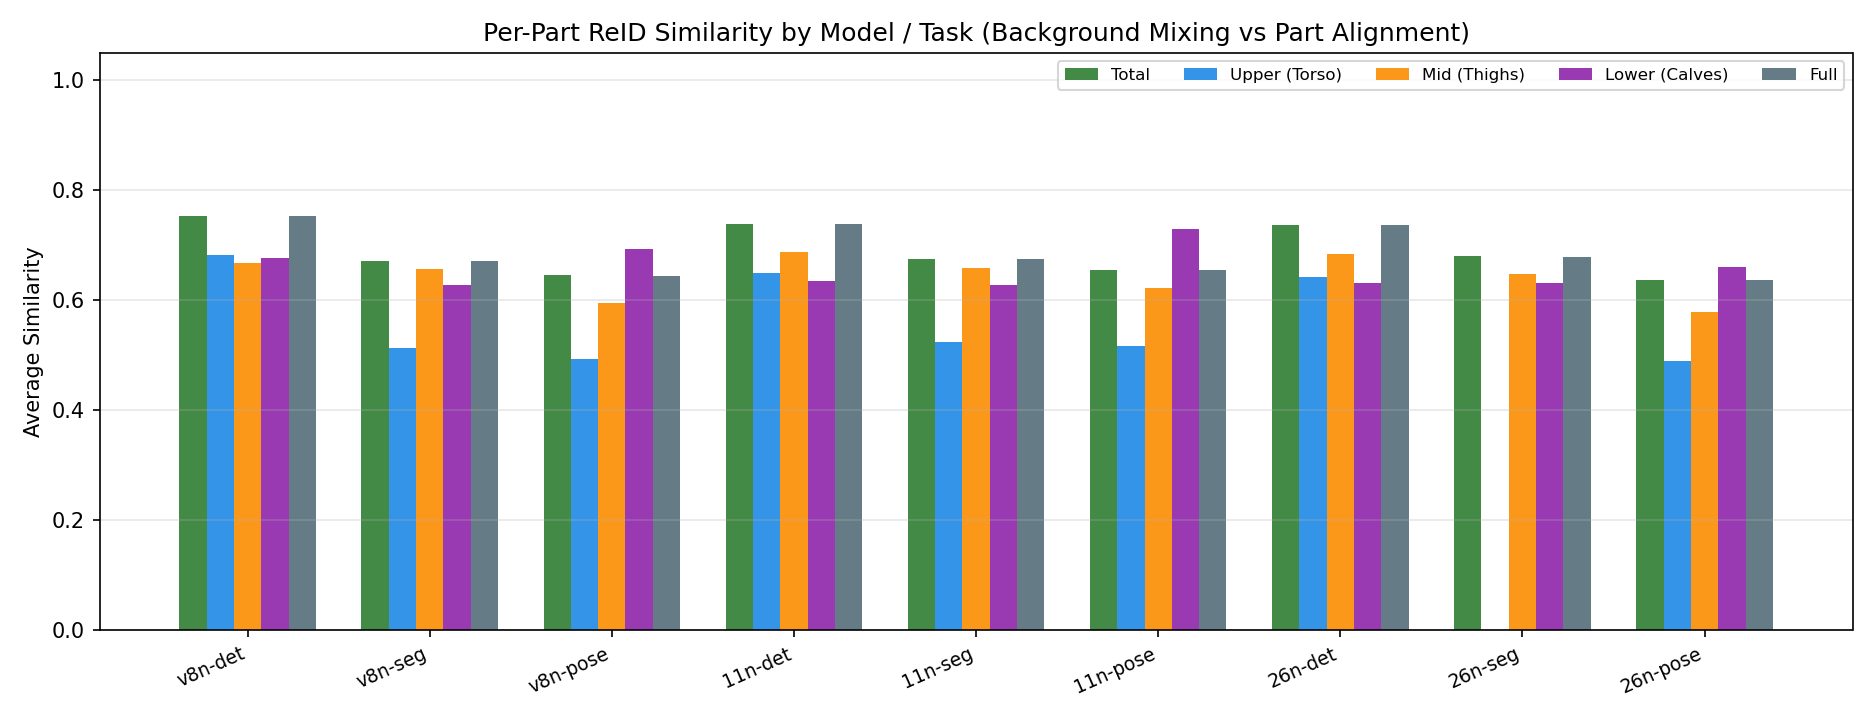 Per-Part ReID Similarity by Model / Task (Background Mixing vs Part Alignment)
Total
Upper (Torso)
Mid (Thighs)
Lower (Calves)
Full
Average Similarity
1.0
0.8
0.6
0.4
0.2
0.0
v8n-det
v8n-seg
v8n-pose
11n-det
11n-seg
11n-pose
26n-det
26n-seg
26n-pose